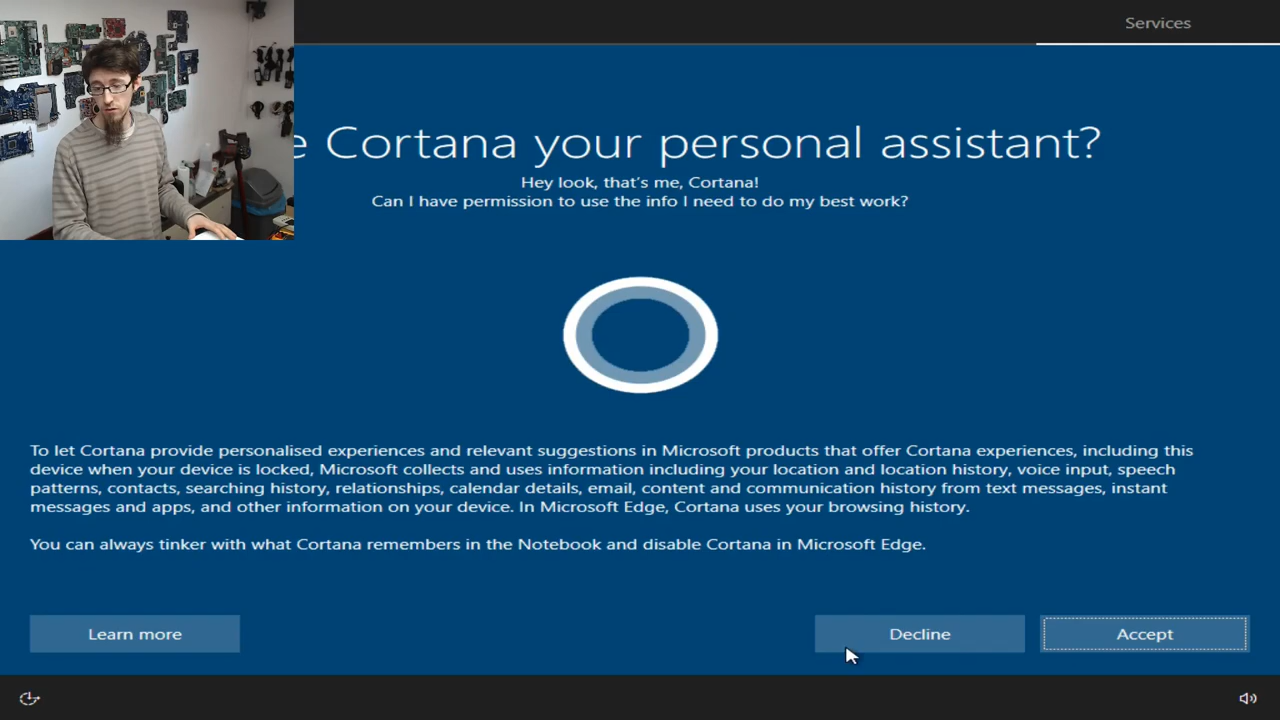 Services
e Cortana your personal assistant?
Hey look, that's me, Cortana!
Can I have permission to use the info I need to do my best work?
To let Cortana provide personalised experiences and relevant suggestions in Microsoft products that offer Cortana experiences, including this
device when your device is locked, Microsoft collects and uses information including your location and location history, voice input, speech
patterns, contacts, searching history, relationships, calendar details, email, content and communication history from text messages, instant
messages and apps, and other information on your device. In Microsoft Edge, Cortana uses your browsing history.
You can always tinker with what Cortana remembers in the Notebook and disable Cortana in Microsoft Edge.
Learn more
Decline
Accept